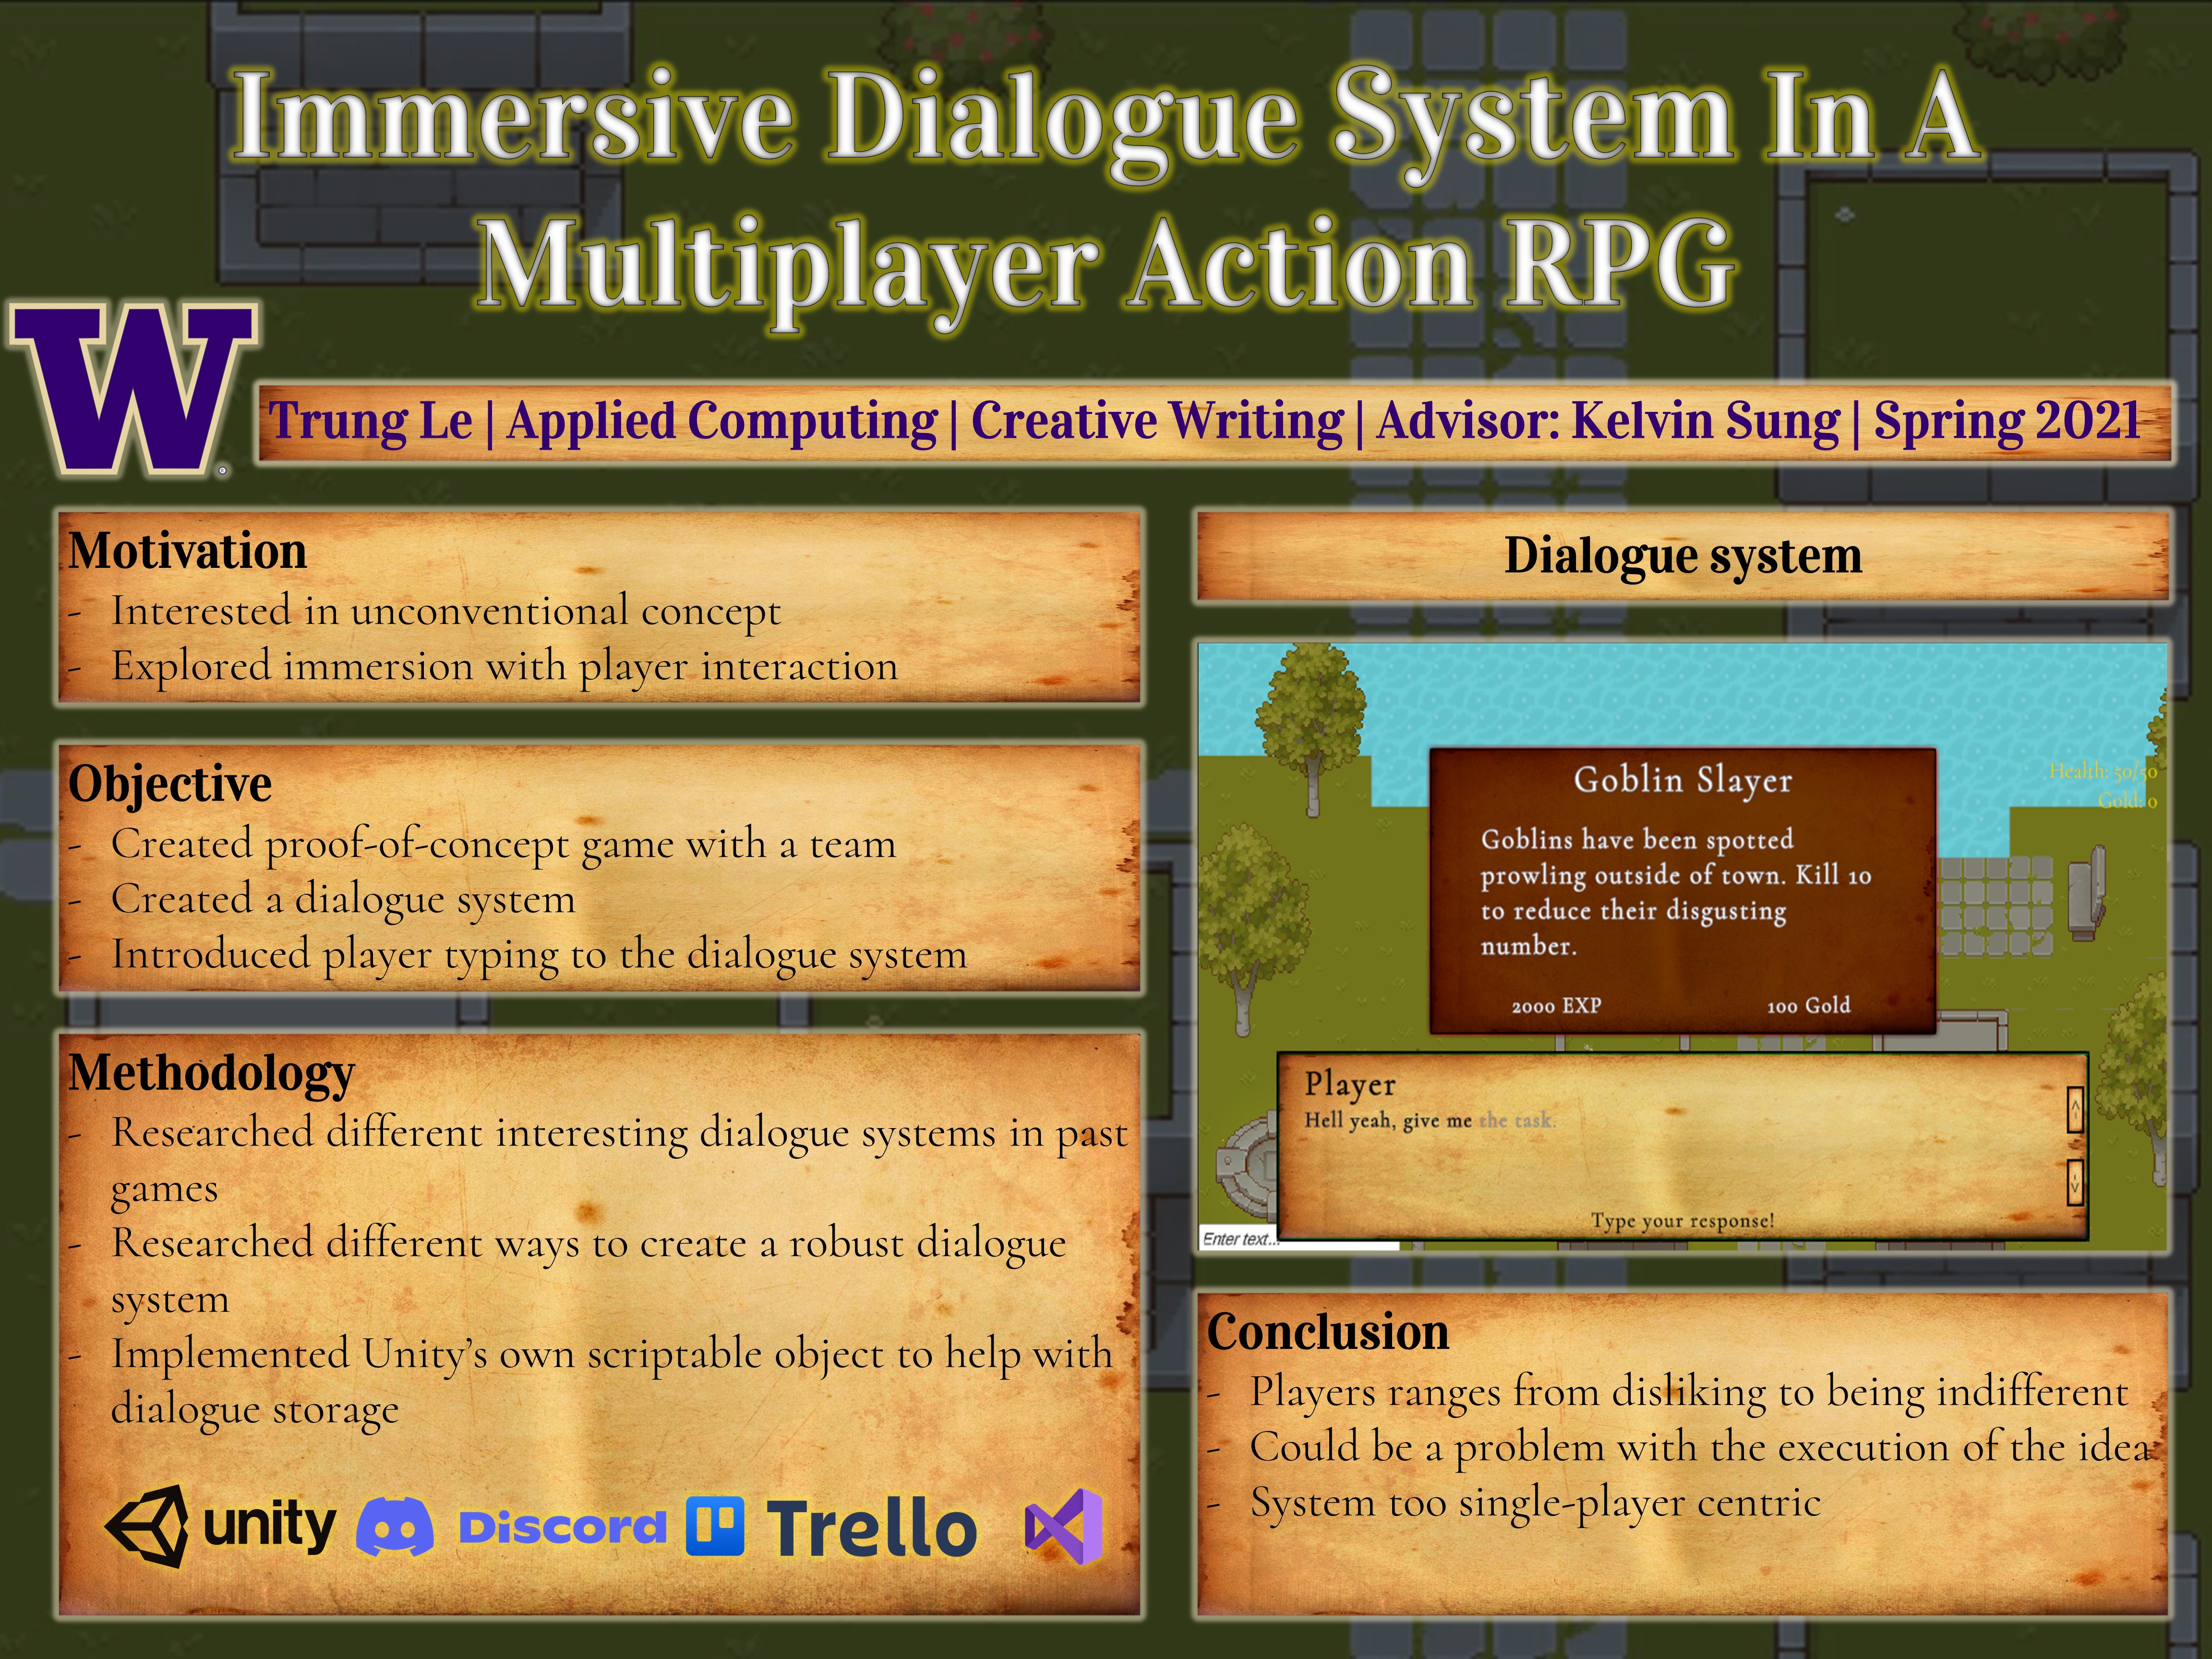 Immersive Dialogue System In A
Multiplayer Action RPG
W
Trung Le | Applied Computing | Creative Writing | Advisor: Kelvin Sung | Spring 2021
Motivation
- Interested in unconventional concept
- Explored immersion with player interaction
Objective
- Created proof-of-concept game with a team
- Created a dialogue system
- Introduced player typing to the dialogue system
Methodology
- Researched different interesting dialogue systems in past
games
- Researched different ways to create a robust dialogue
system
- Implemented Unity's own scriptable object to help with
dialogue storage
unity Discord Trello
Dialogue system
Health: 50/50
Gold: 0
Goblin Slayer
Goblins have been spotted
prowling outside of town. Kill 10
to reduce their disgusting
number.
2000 EXP 100 Gold
Player
Hell yeah, give me the task.
Type your response!
Enter text...
Conclusion
- Players ranges from disliking to being indifferent
- Could be a problem with the execution of the idea
- System too single-player centric